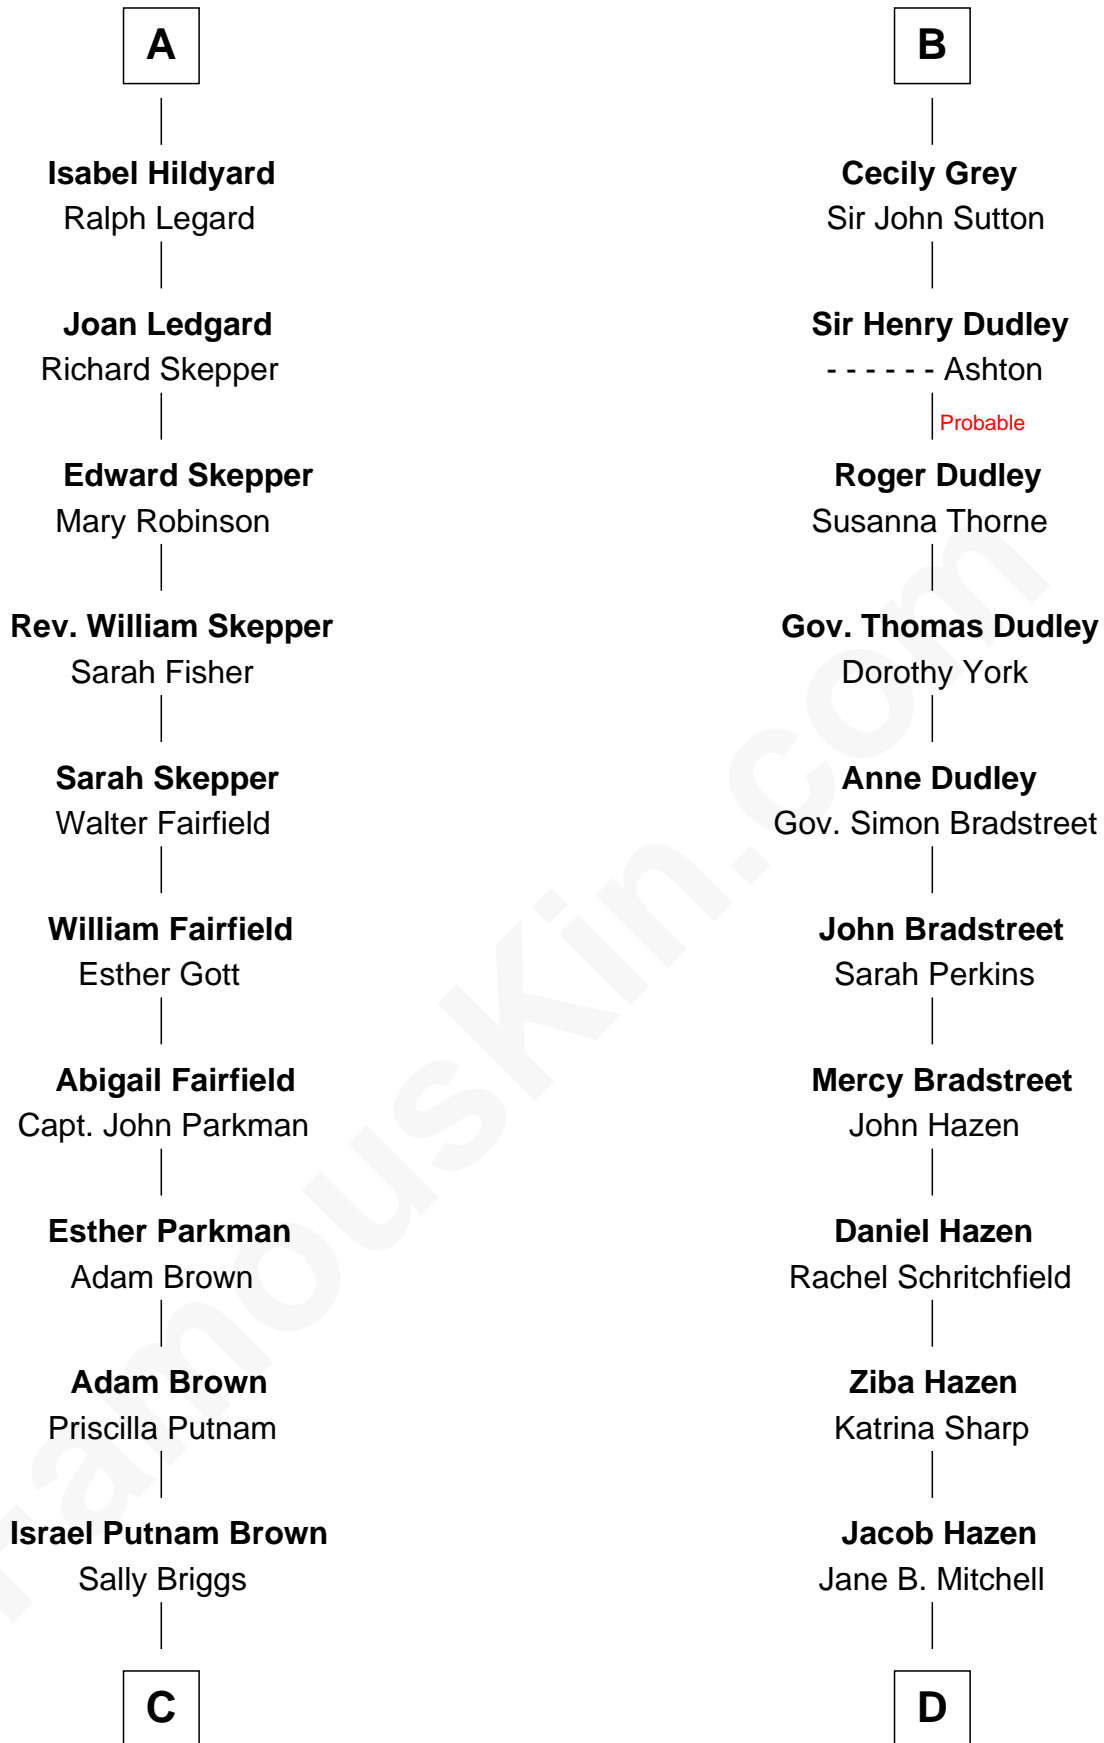 A
Isabel Hildyard
Ralph Legard
Joan Ledgard
Richard Skepper
Edward Skepper
Mary Robinson
Rev. William Skepper
Sarah Fisher
Sarah Skepper
Walter Fairfield
William Fairfield
Esther Gott
Abigail Fairfield
Capt. John Parkman
Esther Parkman
Adam Brown
Adam Brown
Priscilla Putnam
Israel Putnam Brown
Sally Briggs
C
B
Cecily Grey
Sir John Sutton
Sir Henry Dudley
- - - - - - Ashton
Probable
Roger Dudley
Susanna Thorne
Gov. Thomas Dudley
Dorothy York
Anne Dudley
Gov. Simon Bradstreet
John Bradstreet
Sarah Perkins
Mercy Bradstreet
John Hazen
Daniel Hazen
Rachel Schritchfield
Ziba Hazen
Katrina Sharp
Jacob Hazen
Jane B. Mitchell
D
FamousKin.com